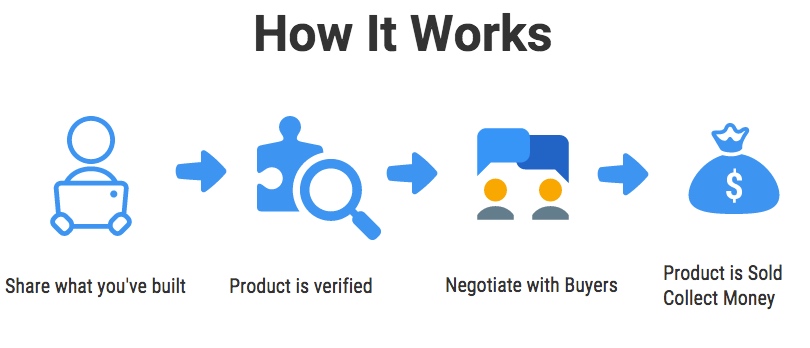 How It Works
$
Share what you've built
Product is verified
Negotiate with Buyers
Product is Sold
Collect Money